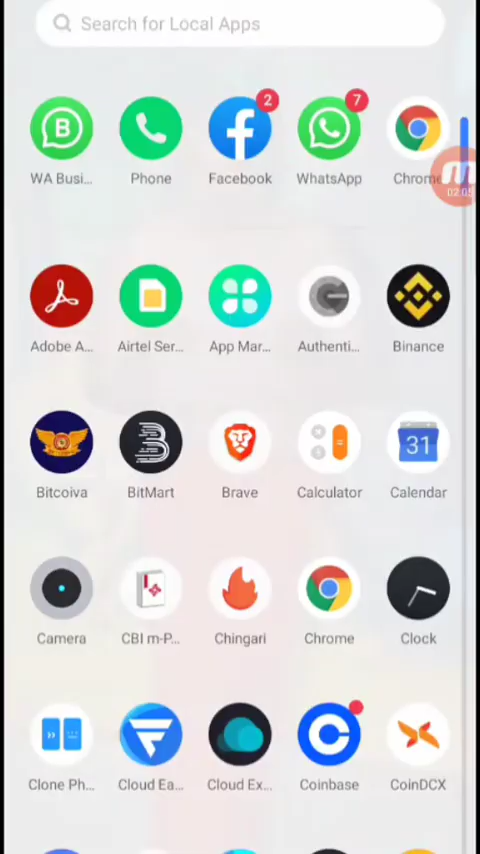 Search for Local Apps
2
7
B
WA Busi...
Phone
Facebook
WhatsApp
Chrome
02:05
Adobe A...
Airtel Ser...
App Mar...
Authenti...
Binance
31
Bitcoiva
BitMart
Brave
Calculator
Calendar
Camera
CBI m-P...
Chingari
Chrome
Clock
Clone Ph...
Cloud Ea...
Cloud Ex...
Coinbase
CoinDCX